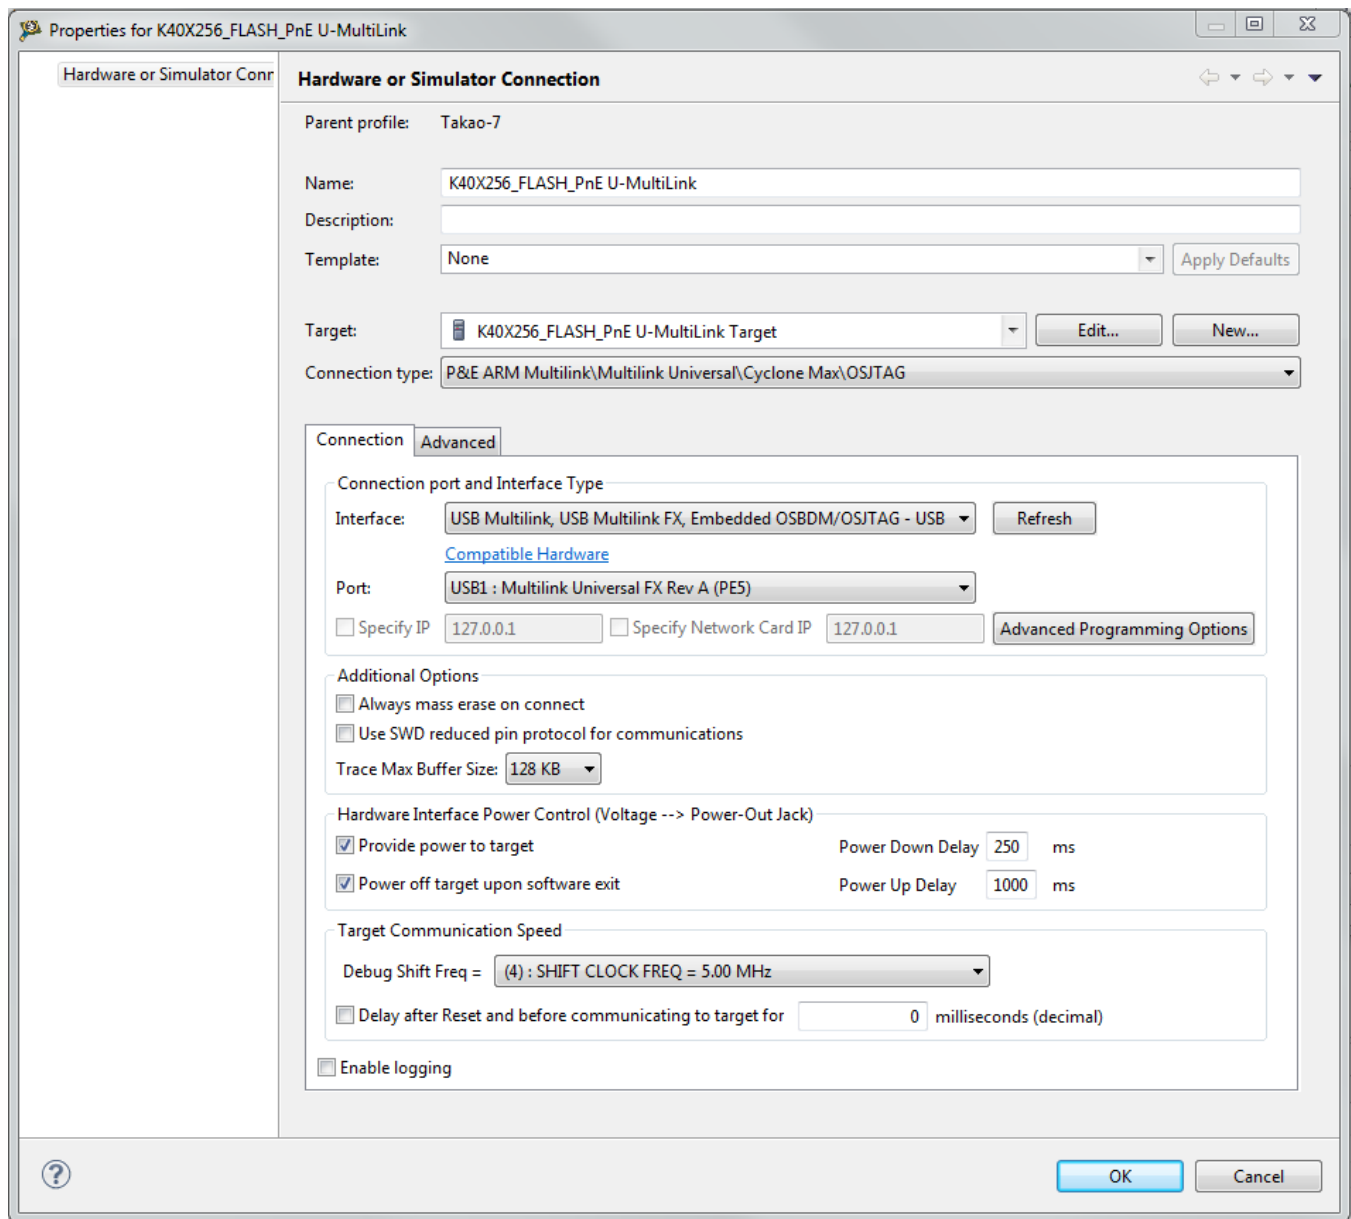 Properties for K40X256_FLASH_PnE U-MultiLink
Hardware or Simulator Conr
Hardware or Simulator Connection
Parent profile: Takao-7
Name: K40X256_FLASH_PnE U-MultiLink
Description:
Template: None Apply Defaults
Target: K40X256_FLASH_PnE U-MultiLink Target Edit... New...
Connection type: P&E ARM Multilink\Multilink Universal\Cyclone Max\OSJTAG
Connection Advanced
Connection port and Interface Type
Interface: USB Multilink, USB Multilink FX, Embedded OSBDM/OSJTAG - USB Refresh
Compatible Hardware
Port: USB1 : Multilink Universal FX Rev A (PE5)
Specify IP 127.0.0.1 Specify Network Card IP 127.0.0.1 Advanced Programming Options
Additional Options
Always mass erase on connect
Use SWD reduced pin protocol for communications
Trace Max Buffer Size: 128 KB
Hardware Interface Power Control (Voltage --> Power-Out Jack)
Provide power to target Power Down Delay 250 ms
Power off target upon software exit Power Up Delay 1000 ms
Target Communication Speed
Debug Shift Freq = (4) : SHIFT CLOCK FREQ = 5.00 MHz
Delay after Reset and before communicating to target for 0 milliseconds (decimal)
Enable logging
? OK Cancel